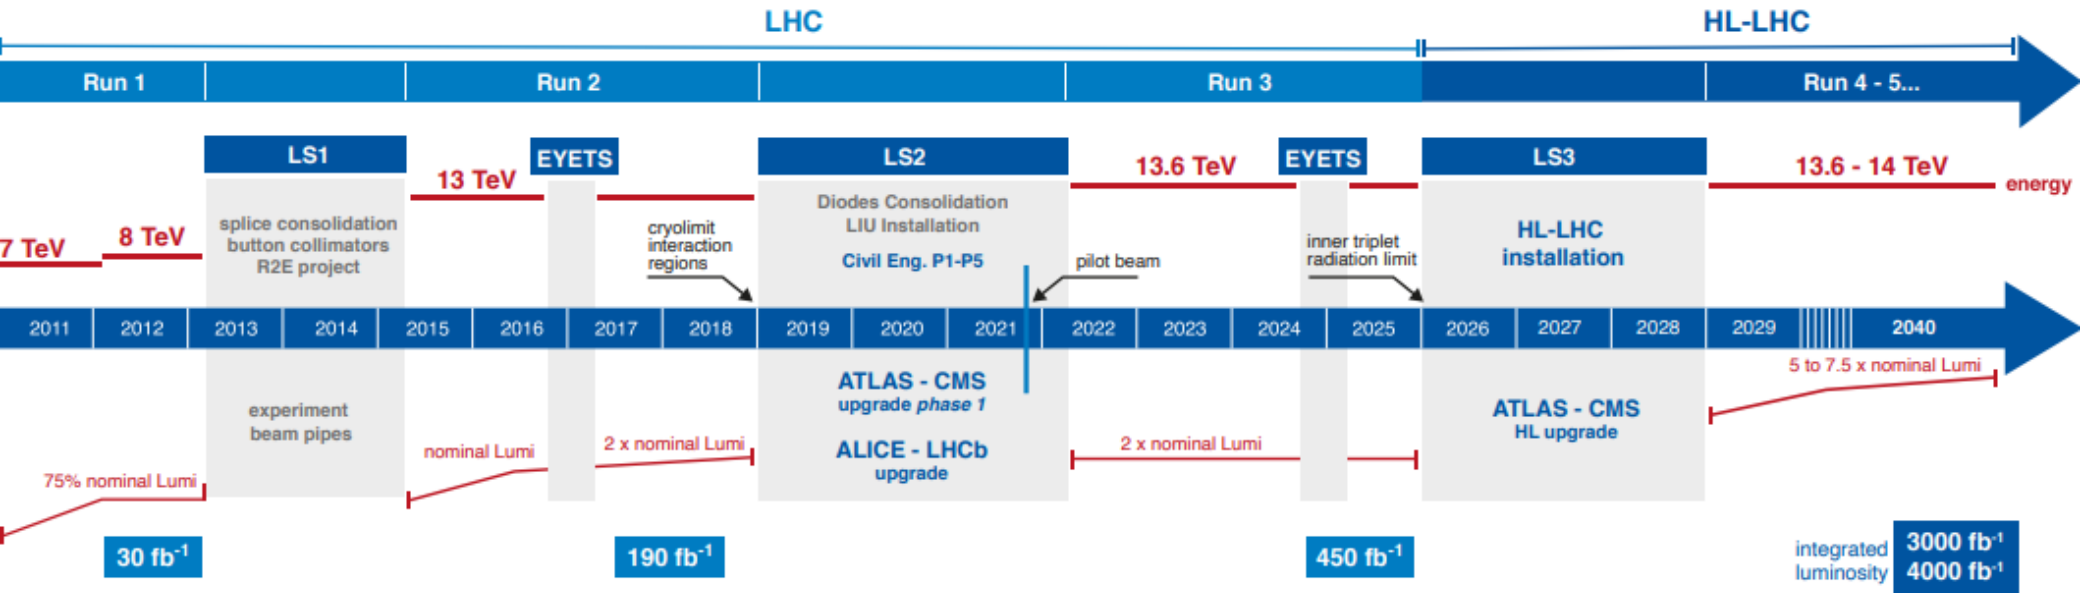 LHC
HL-LHC
Run 1
Run 2
Run 3
Run 4 - 5...
LS1
EYETS
LS2
EYETS
LS3
7 TeV
8 TeV
13 TeV
13.6 TeV
13.6 - 14 TeV
energy
splice consolidation
button collimators
R2E project
cryolimit
interaction
regions
Diodes Consolidation
LIU Installation
Civil Eng. P1-P5
pilot beam
inner triplet
radiation limit
HL-LHC
installation
2011
2012
2013
2014
2015
2016
2017
2018
2019
2020
2021
2022
2023
2024
2025
2026
2027
2028
2029
2040
experiment
beam pipes
ATLAS - CMS
upgrade phase 1
ALICE - LHCb
upgrade
ATLAS - CMS
HL upgrade
75% nominal Lumi
nominal Lumi
2 x nominal Lumi
2 x nominal Lumi
5 to 7.5 x nominal Lumi
30 fb⁻¹
190 fb⁻¹
450 fb⁻¹
integrated
luminosity
3000 fb⁻¹
4000 fb⁻¹